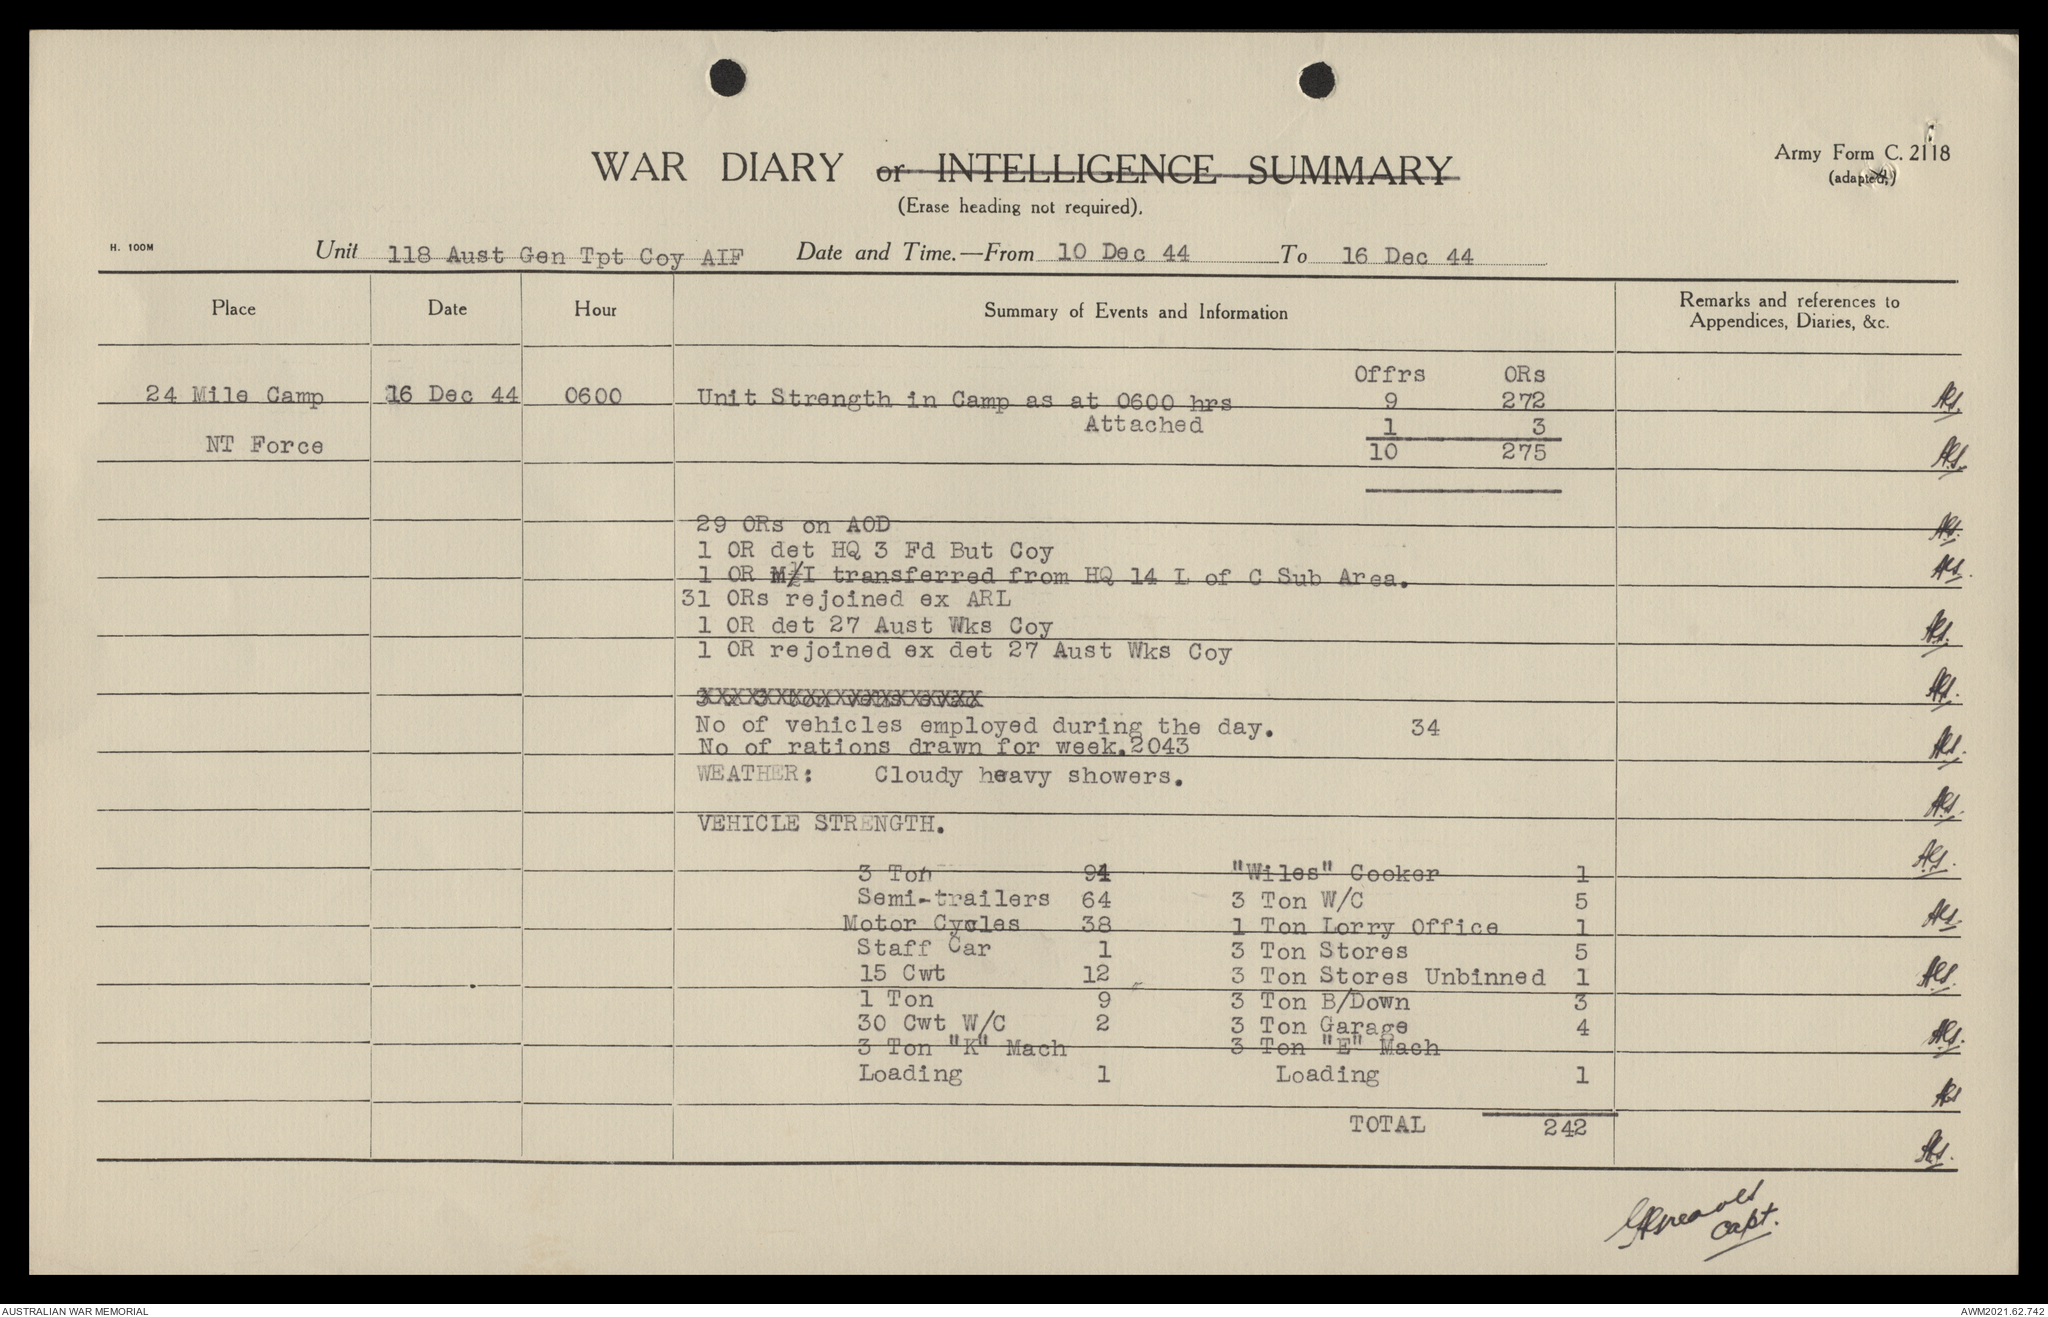 WAR DIARY or INTELLIGENCE SUMMARY
Army Form C. 2118
(adapted,)
(Erase heading not required).
H. 100M
Unit 118 Aust Gen Tpt Coy AIF Date and Time.—From 10 Dec 44 To 16 Dec 44
Place Date Hour Summary of Events and Information Remarks and references to Appendices, Diaries, &c.
Offrs ORs
24 Mile Camp 16 Dec 44 0600 Unit Strength in Camp as at 0600 hrs 9 272
Attached 1 3
NT Force 10 275
29 ORs on AOD
1 OR det HQ 3 Fd But Coy
1 OR M/I transferred from HQ 14 L of C Sub Area.
31 ORs rejoined ex ARL
1 OR det 27 Aust Wks Coy
1 OR rejoined ex det 27 Aust Wks Coy
No of vehicles employed during the day. 34
No of rations drawn for week.2043
WEATHER: Cloudy heavy showers.
VEHICLE STRENGTH.
3 Ton 94 "Wiles" Cooker 1
Semi-trailers 64 3 Ton W/C 5
Motor Cycles 38 1 Ton Lorry Office 1
Staff Car 1 3 Ton Stores 5
15 Cwt 12 3 Ton Stores Unbinned 1
1 Ton 9 3 Ton B/Down 3
30 Cwt W/C 2 3 Ton Garage 4
3 Ton "K" Mach 3 Ton "E" Mach
Loading 1 Loading 1
TOTAL 242
Capt.
AUSTRALIAN WAR MEMORIAL
AWM2021.62.742